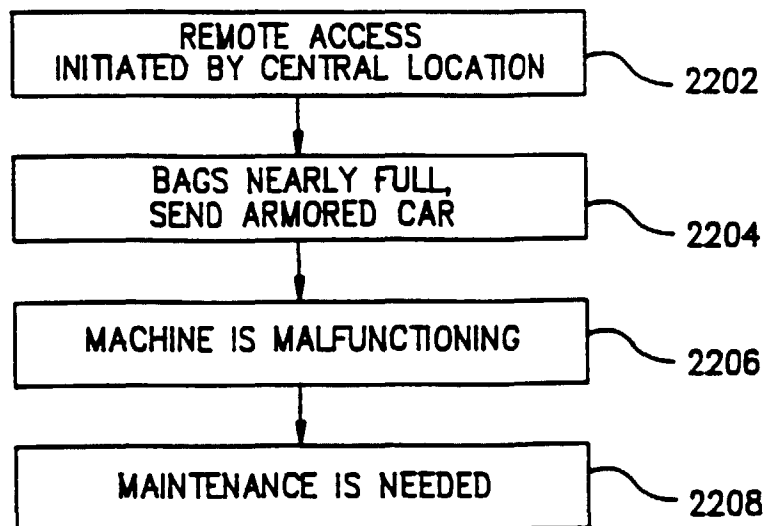 REMOTE ACCESS
INITIATED BY CENTRAL LOCATION
2202
BAGS NEARLY FULL,
SEND ARMORED CAR
2204
MACHINE IS MALFUNCTIONING
2206
MAINTENANCE IS NEEDED
2208